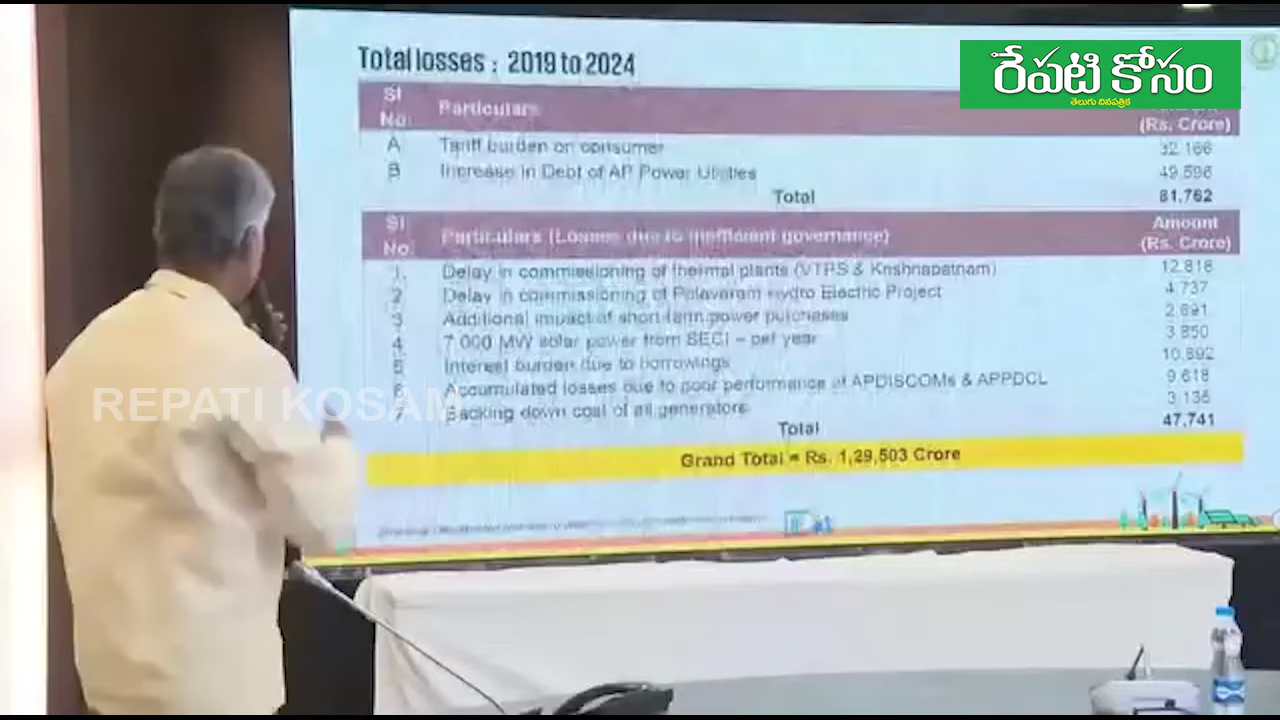 Total losses : 2019 to 2024
రేపటి కోసం
తెలుగు దినపత్రిక
Sl No. Particulars (Rs. Crore)
A Tariff burden on consumer 32,166
B Increase in Debt of AP Power Utilities 49,596
Total 81,762
Sl No. Particulars (Losses due to inefficient governance) Amount (Rs. Crore)
1. Delay in commissioning of thermal plants (VTPS & Krishnapatnam) 12,818
2 Delay in commissioning of Polavaram Hydro Electric Project 4,737
3 Additional impact of short-term power purchases 2,691
4 7,000 MW solar power from SECI – per year 3,850
5 Interest burden due to borrowings 10,892
6 Accumulated losses due to poor performance of APDISCOMs & APPDCL 9,618
7 Backing down cost of all generators 3,135
Total 47,741
Grand Total = Rs. 1,29,503 Crore
REPATI KOSAM